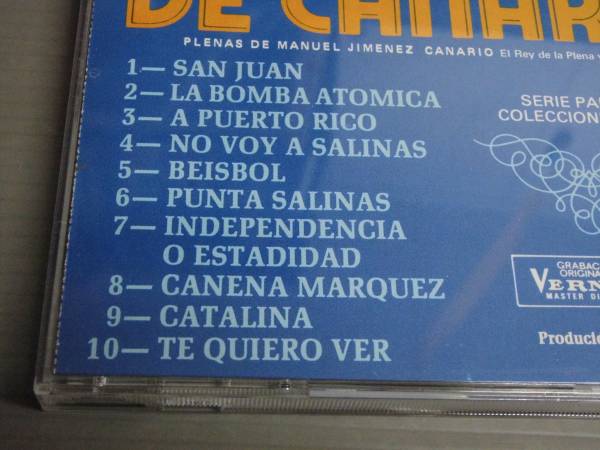 DE CANAR
PLENAS DE MANUEL JIMENEZ CANARIO El Rey de la Plena
1— SAN JUAN
2— LA BOMBA ATOMICA
3— A PUERTO RICO
4— NO VOY A SALINAS
5— BEISBOL
6— PUNTA SALINAS
7— INDEPENDENCIA
O ESTADIDAD
8— CANENA MARQUEZ
9— CATALINA
10— TE QUIERO VER
SERIE PA
COLECCION
GRABAC
ORIGINA
VERN
MASTER DI
Producid